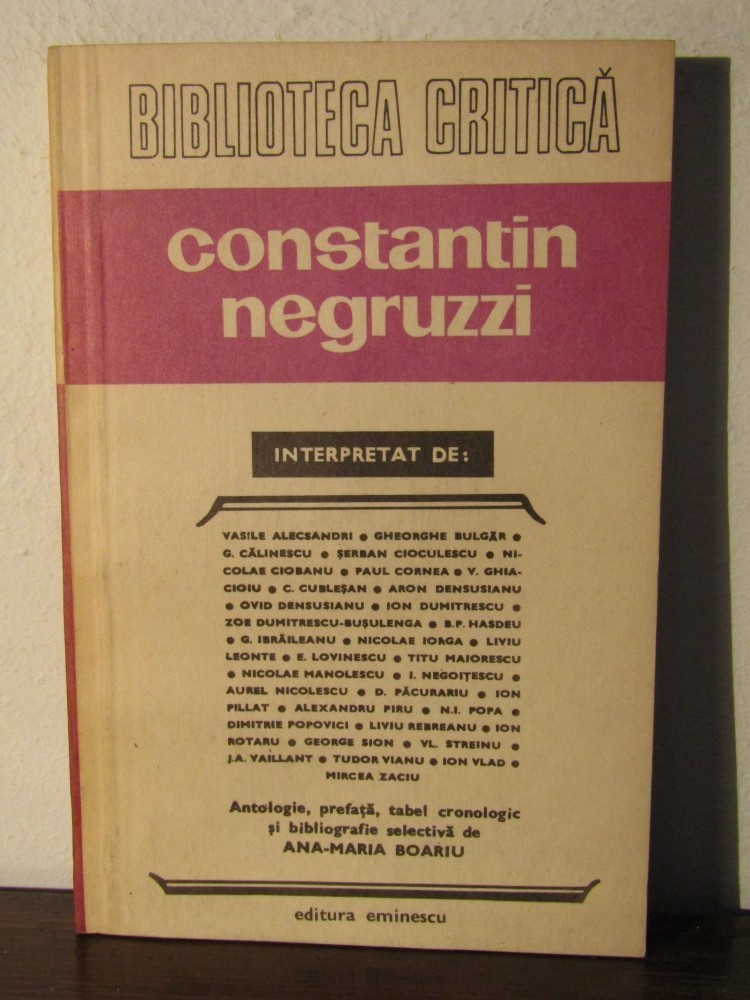 BIBLIOTECA CRITICĂ
constantin
negruzzi
INTERPRETAT DE:
VASILE ALECSANDRI ● GHEORGHE BULGĂR ●
G. CĂLINESCU ● ȘERBAN CIOCULESCU ● NI-
COLAE CIOBANU ● PAUL CORNEA ● V. GHIA-
CIOIU ● C. CUBLEȘAN ● ARON DENSUSIANU
● OVID DENSUSIANU ● ION DUMITRESCU ●
ZOE DUMITRESCU-BUȘULENGA ● B.P. HASDEU
● G. IBRĂILEANU ● NICOLAE IORGA ● LIVIU
LEONTE ● E. LOVINESCU ● TITU MAIORESCU
● NICOLAE MANOLESCU ● I. NEGOIȚESCU ●
AUREL NICOLESCU ● D. PĂCURARIU ● ION
PILLAT ● ALEXANDRU PIRU ● N.I. POPA ●
DIMITRIE POPOVICI ● LIVIU REBREANU ● ION
ROTARU ● GEORGE SION ● VL. STREINU ●
J.A. VAILLANT ● TUDOR VIANU ● ION VLAD ●
MIRCEA ZACIU
Antologie, prefață, tabel cronologic
și bibliografie selectivă de
ANA-MARIA BOARIU
editura eminescu